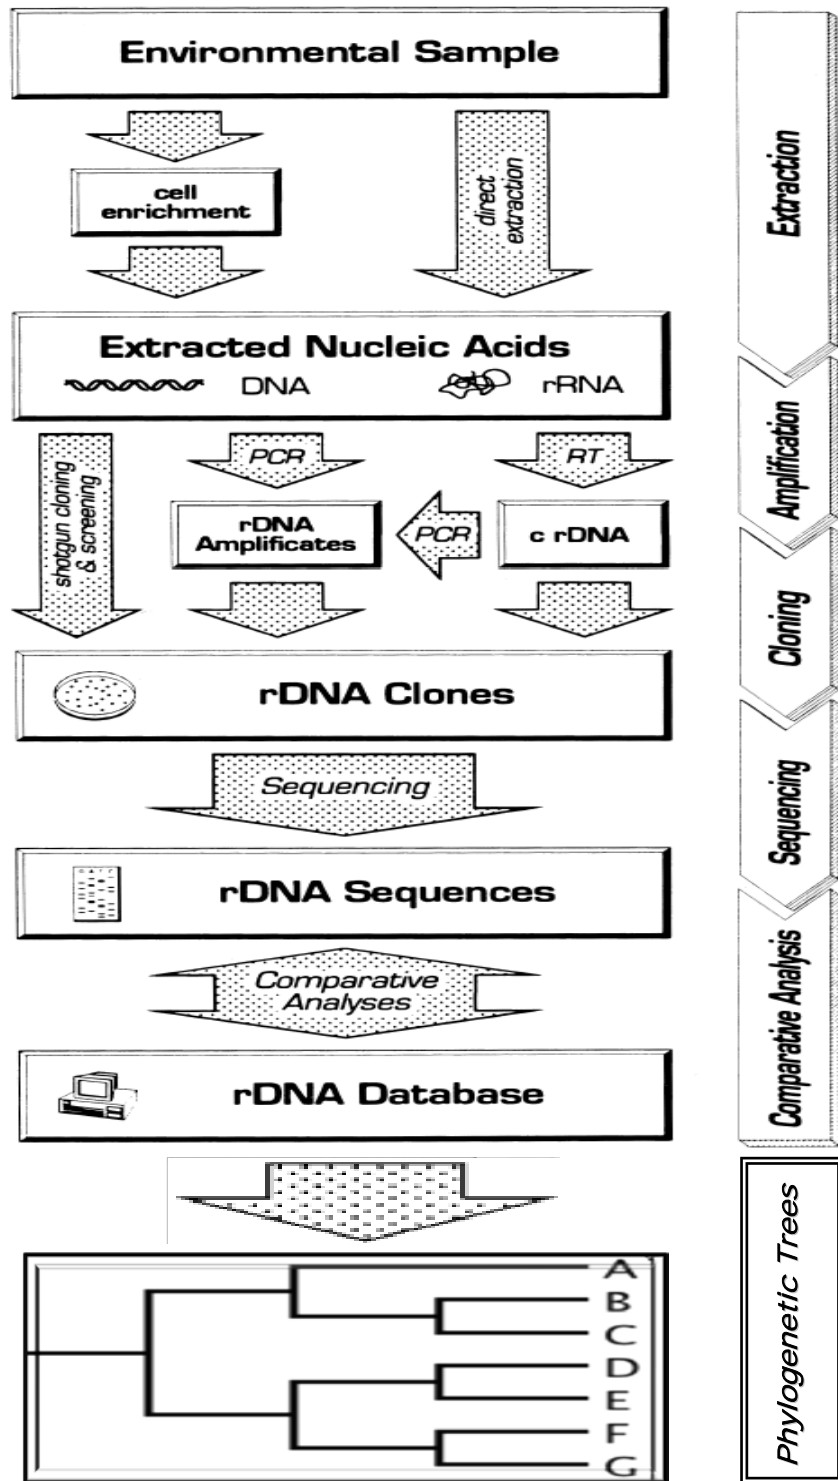 Environmental Sample
cell
enrichment
direct
extraction
Extracted Nucleic Acids
DNA
rRNA
shotgun cloning
& screening
PCR
RT
rDNA
Amplificates
PCR
c rDNA
rDNA Clones
Sequencing
rDNA Sequences
Comparative
Analyses
rDNA Database
A
B
C
D
E
F
G
Extraction
Amplification
Cloning
Sequencing
Comparative Analysis
Phylogenetic Trees